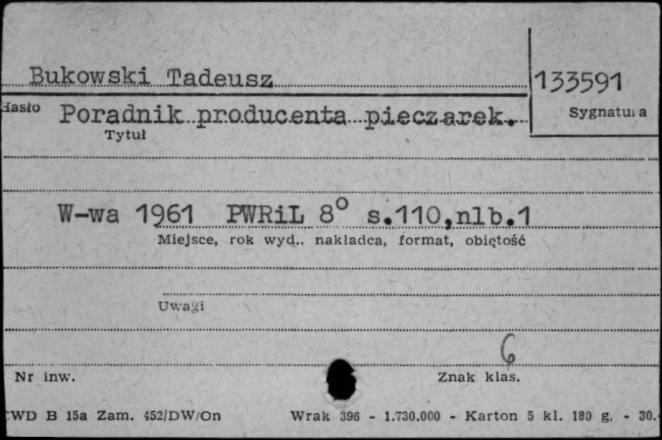 Bukowski Tadeusz
133591
Hasło
Sygnatura
Poradnik producenta pieczarek.
Tytuł
W-wa 1961 PWRiL 8° s.110,nlb.1
Miejsce, rok wyd., nakładca, format, obiętość
Uwagi
6
Nr inw.
Znak klas.
CWD B 15a Zam. 452/DW/On Wrak 396 - 1.730.000 - Karton 5 kl. 180 g. - 30.